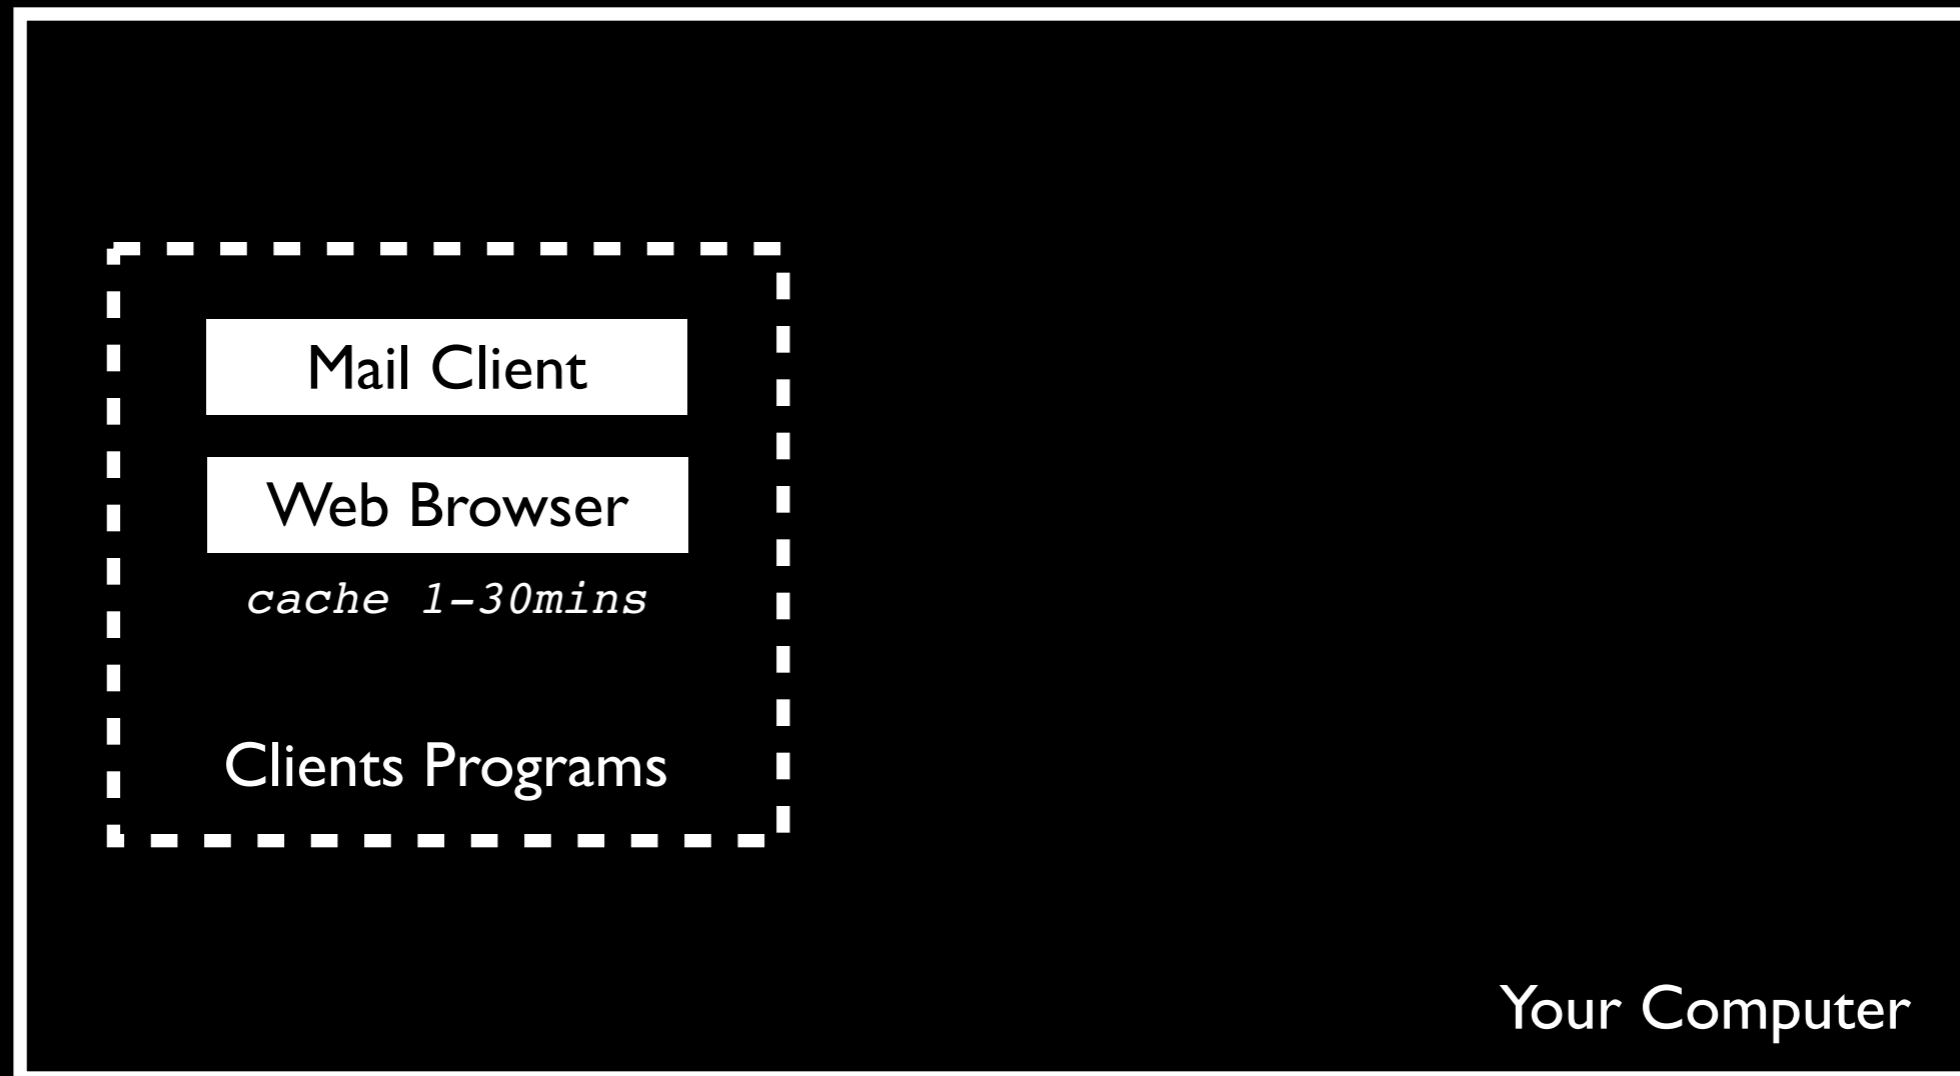 Mail Client
Web Browser
cache 1-30mins
Clients Programs
Your Computer